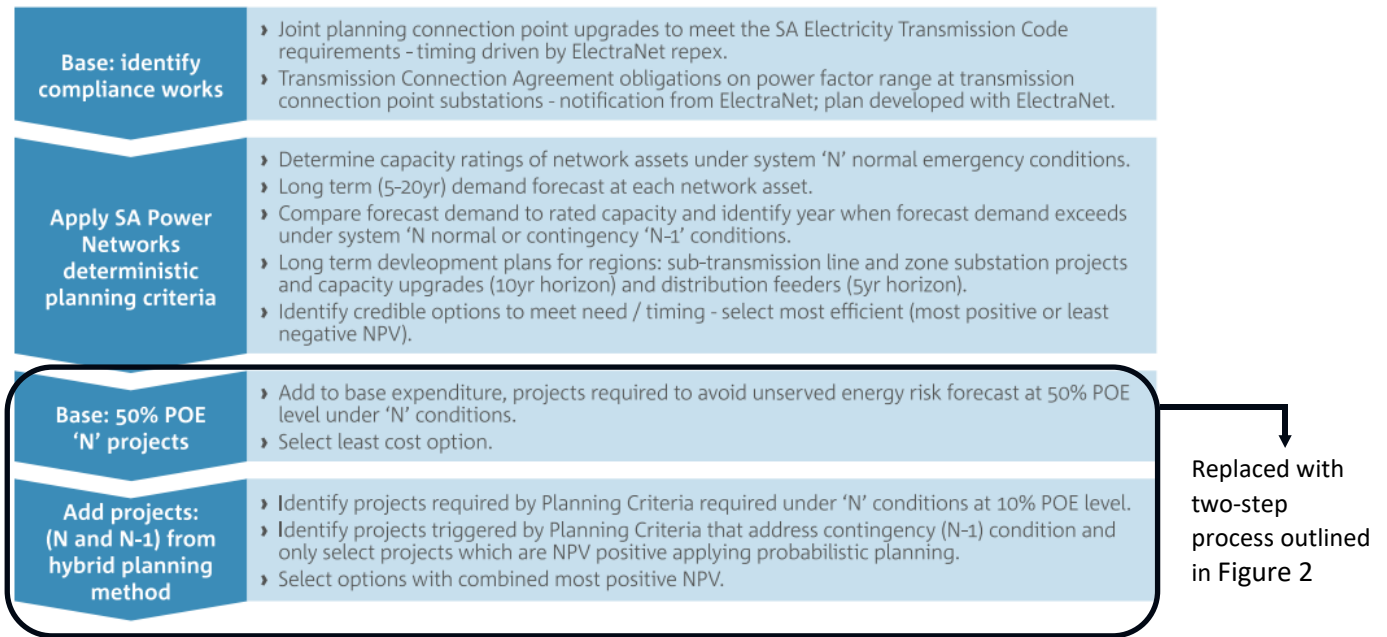 Base: identify
compliance works
› Joint planning connection point upgrades to meet the SA Electricity Transmission Code
requirements - timing driven by ElectraNet repex.
› Transmission Connection Agreement obligations on power factor range at transmission
connection point substations - notification from ElectraNet; plan developed with ElectraNet.
Apply SA Power
Networks
deterministic
planning criteria
› Determine capacity ratings of network assets under system ‘N’ normal emergency conditions.
› Long term (5-20yr) demand forecast at each network asset.
› Compare forecast demand to rated capacity and identify year when forecast demand exceeds
under system ‘N normal or contingency ‘N-1’ conditions.
› Long term devleopment plans for regions: sub-transmission line and zone substation projects
and capacity upgrades (10yr horizon) and distribution feeders (5yr horizon).
› Identify credible options to meet need / timing - select most efficient (most positive or least
negative NPV).
Base: 50% POE
‘N’ projects
› Add to base expenditure, projects required to avoid unserved energy risk forecast at 50% POE
level under ‘N’ conditions.
› Select least cost option.
Add projects:
(N and N-1) from
hybrid planning
method
› Identify projects required by Planning Criteria required under ‘N’ conditions at 10% POE level.
› Identify projects triggered by Planning Criteria that address contingency (N-1) condition and
only select projects which are NPV positive applying probabilistic planning.
› Select options with combined most positive NPV.
Replaced with
two-step
process outlined
in Figure 2